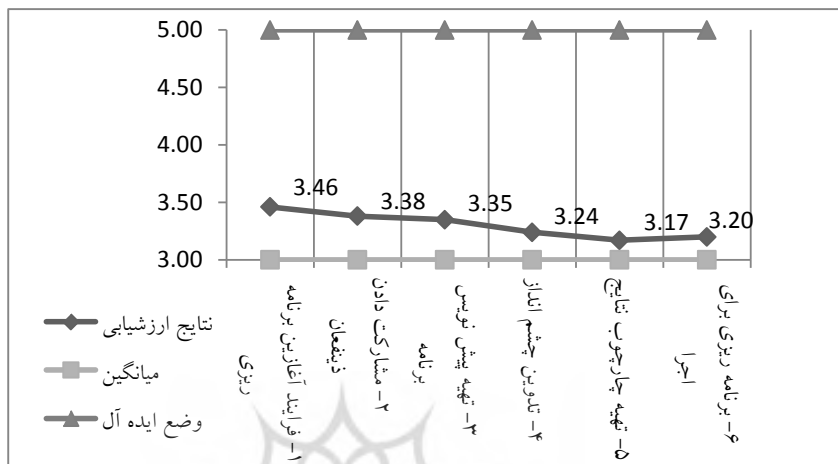 5.00
4.50
4.00
3.50
3.00
3.46
3.38
3.35
3.24
3.17
3.20
۱- فرایند آغازین برنامه
ریزی
۲- مشارکت دادن
ذینفعان
۳- تهیه پیش نویس
برنامه
۴- تدوین چشم انداز
۵- تهیه چارچوب نتایج
۶- برنامه ریزی برای
اجرا
نتایج ارزشیابی
میانگین
وضع ایده آل